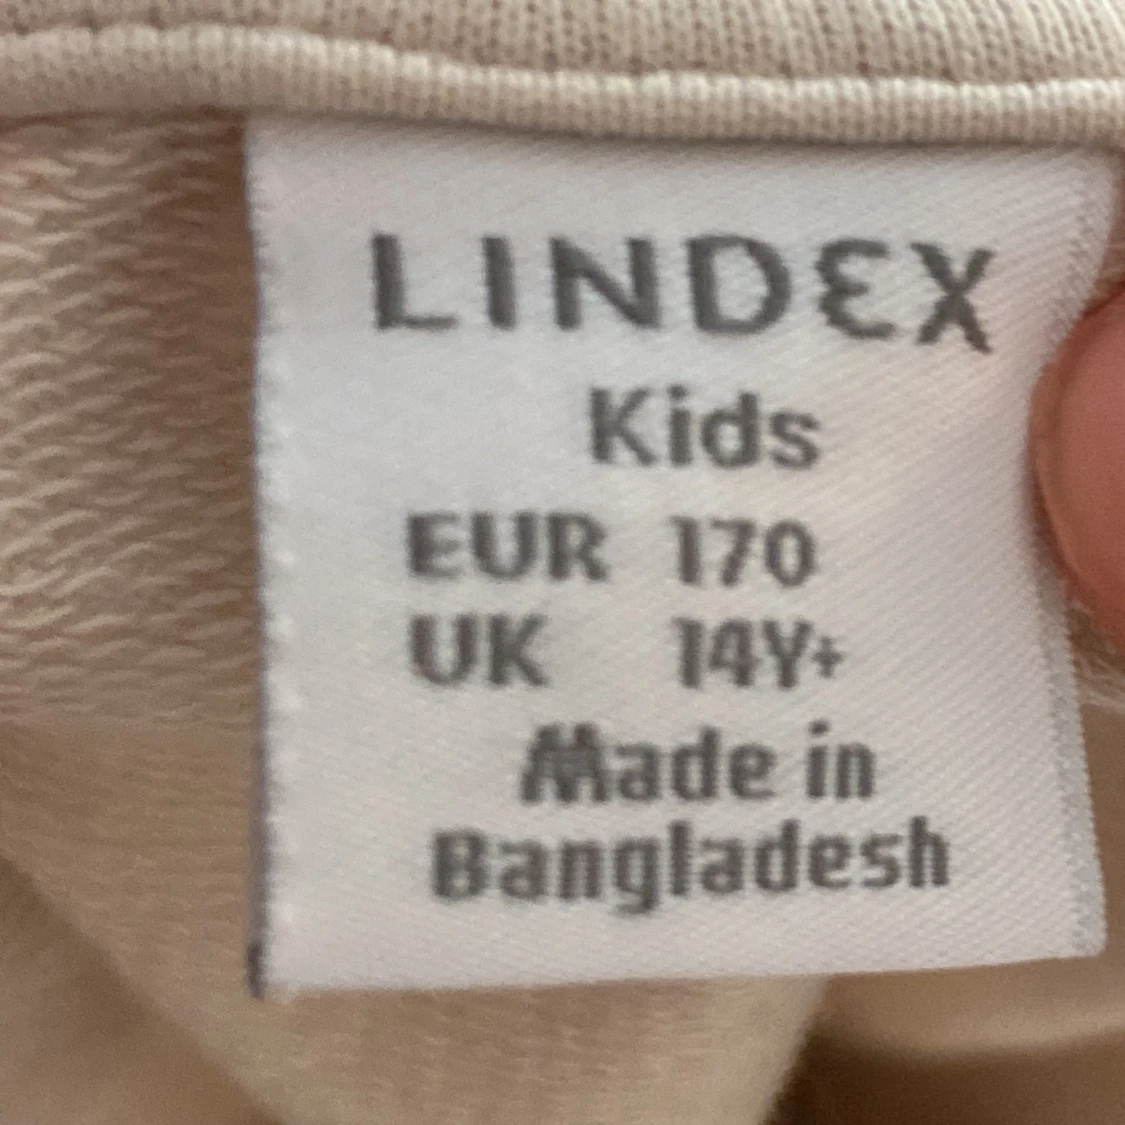 LINDEX
Kids
EUR 170
UK 14Y+
Made in
Bangladesh